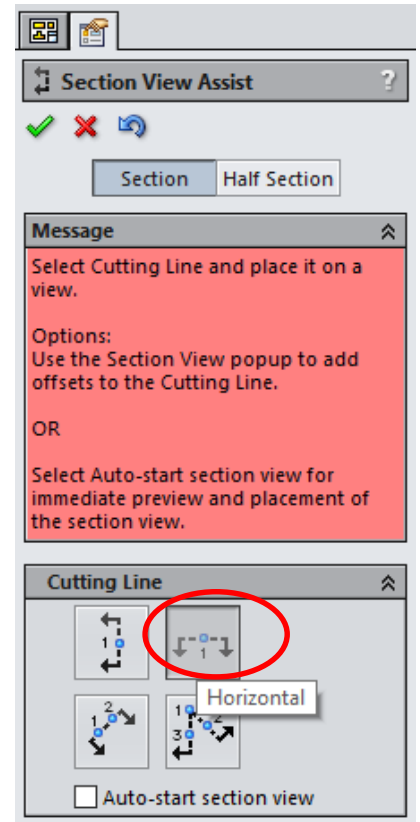 Section View Assist ?
Section Half Section
Message
Select Cutting Line and place it on a
view.
Options:
Use the Section View popup to add
offsets to the Cutting Line.
OR
Select Auto-start section view for
immediate preview and placement of
the section view.
Cutting Line
1
1
Horizontal
1 2
1 2 3
Auto-start section view